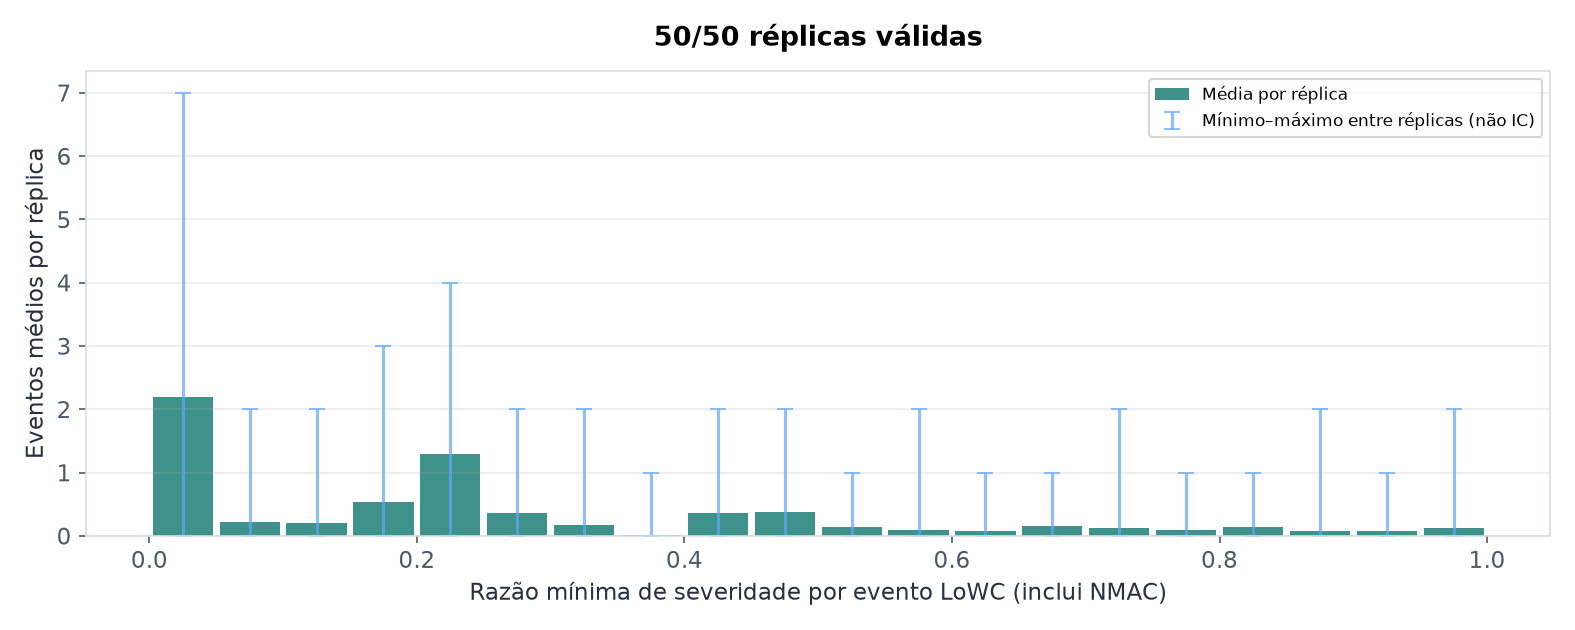 50/50 réplicas válidas
Média por réplica
Mínimo–máximo entre réplicas (não IC)
Eventos médios por réplica
7
6
5
4
3
2
1
0
0.0 0.2 0.4 0.6 0.8 1.0
Razão mínima de severidade por evento LoWC (inclui NMAC)